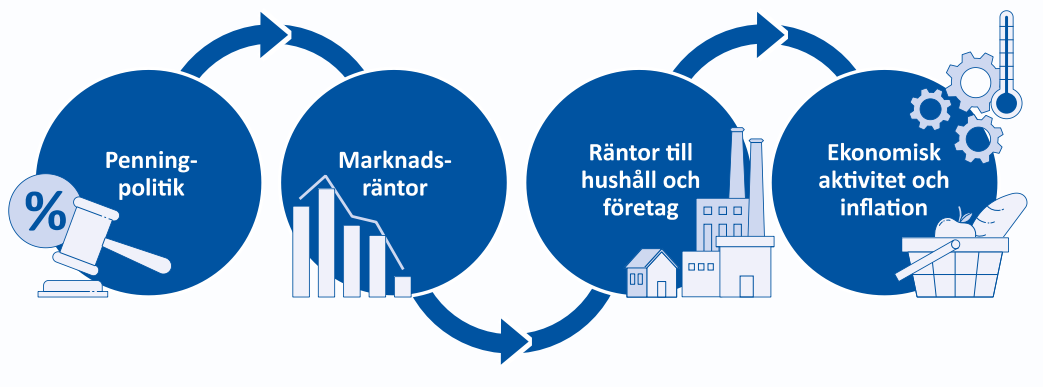 Penning-
politik
%
Marknads-
räntor
Räntor till
hushåll och
företag
Ekonomisk
aktivitet och
inflation